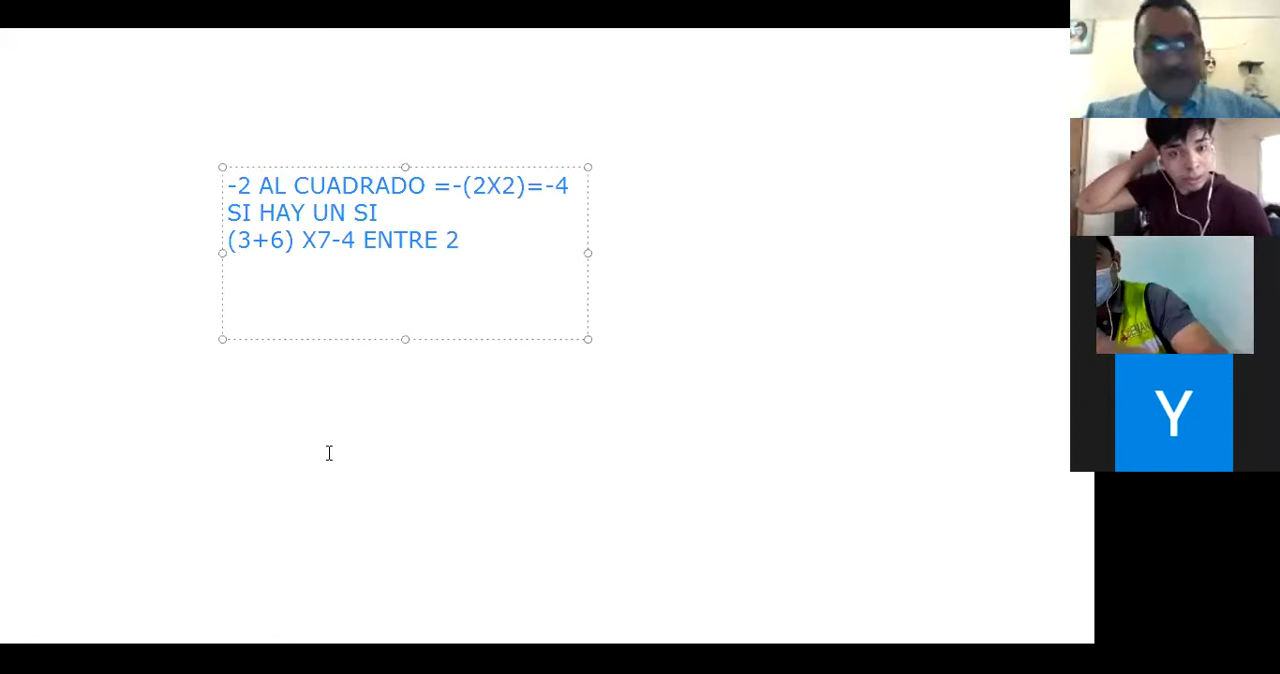 -2 AL CUADRADO =-(2X2)=-4
SI HAY UN SI
(3+6) X7-4 ENTRE 2
Y